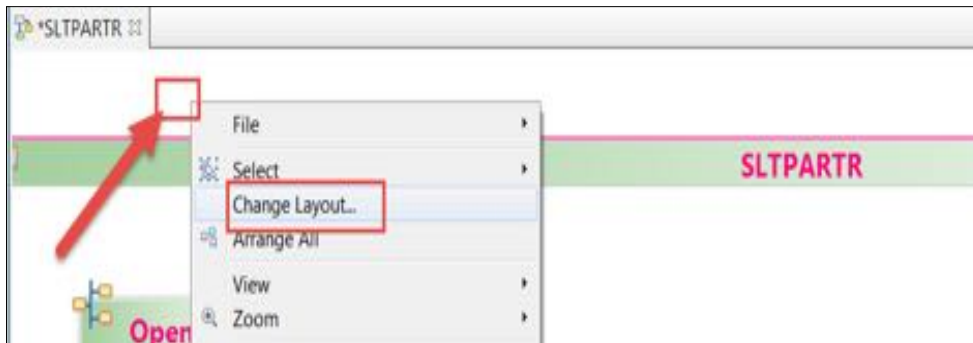 *SLTPARTR
File
SLTPARTR
Select
Change Layout...
Arrange All
View
Open
Zoom